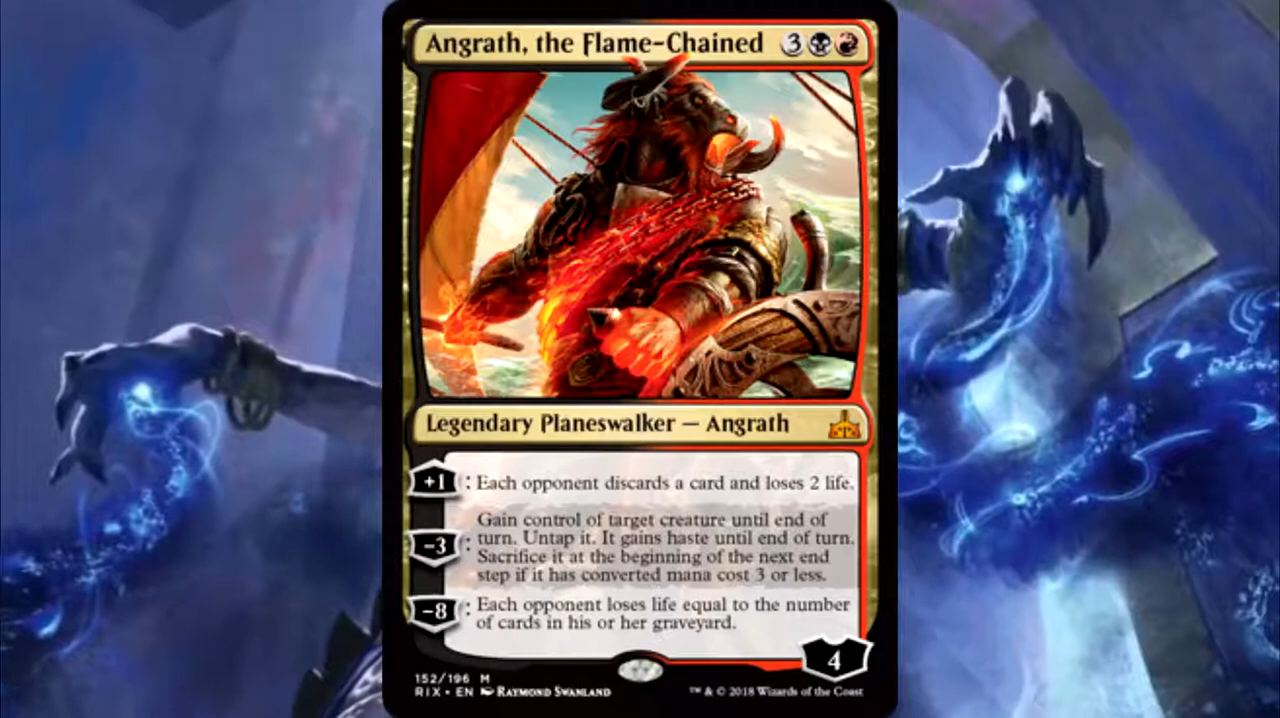 Angrath, the Flame-Chained 3
Legendary Planeswalker — Angrath
+1 : Each opponent discards a card and loses 2 life.
Gain control of target creature until end of
-3 : turn. Untap it. It gains haste until end of turn.
Sacrifice it at the beginning of the next end
step if it has converted mana cost 3 or less.
-8 : Each opponent loses life equal to the number
of cards in his or her graveyard.
4
152/196 M
RIX • EN RAYMOND SWANLAND
™ & © 2018 Wizards of the Coast